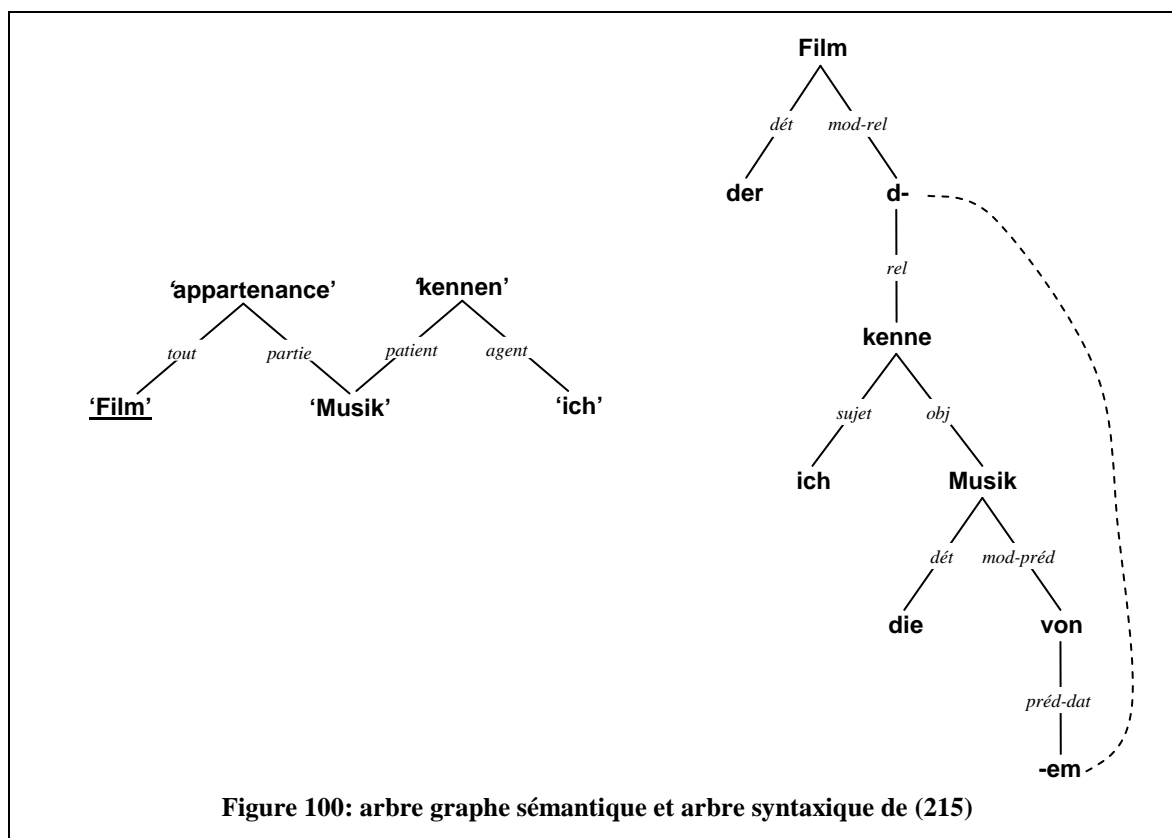 Film
dét mod-rel
der d-
rel
‘appartenance’ ‘kennen’
kenne
tout partie patient agent
‘Film’ ‘Musik’ ‘ich’
sujet obj
ich Musik
dét mod-préd
die von
préd-dat
-em
Figure 100: arbre graphe sémantique et arbre syntaxique de (215)